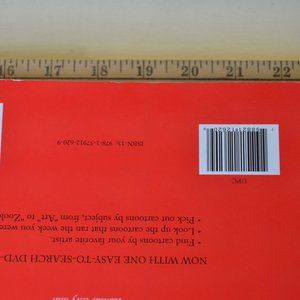 17 18 19 20 21 22
NOW WITH ONE EASY-TO-SEARCH DVD-
• Find cartoons by your favorite artist.
• Look up the cartoons that ran the week you were
• Pick out cartoons by subject, from "Art" to "Zoolo
UPC
ISBN-13: 978-1-57912-620-9